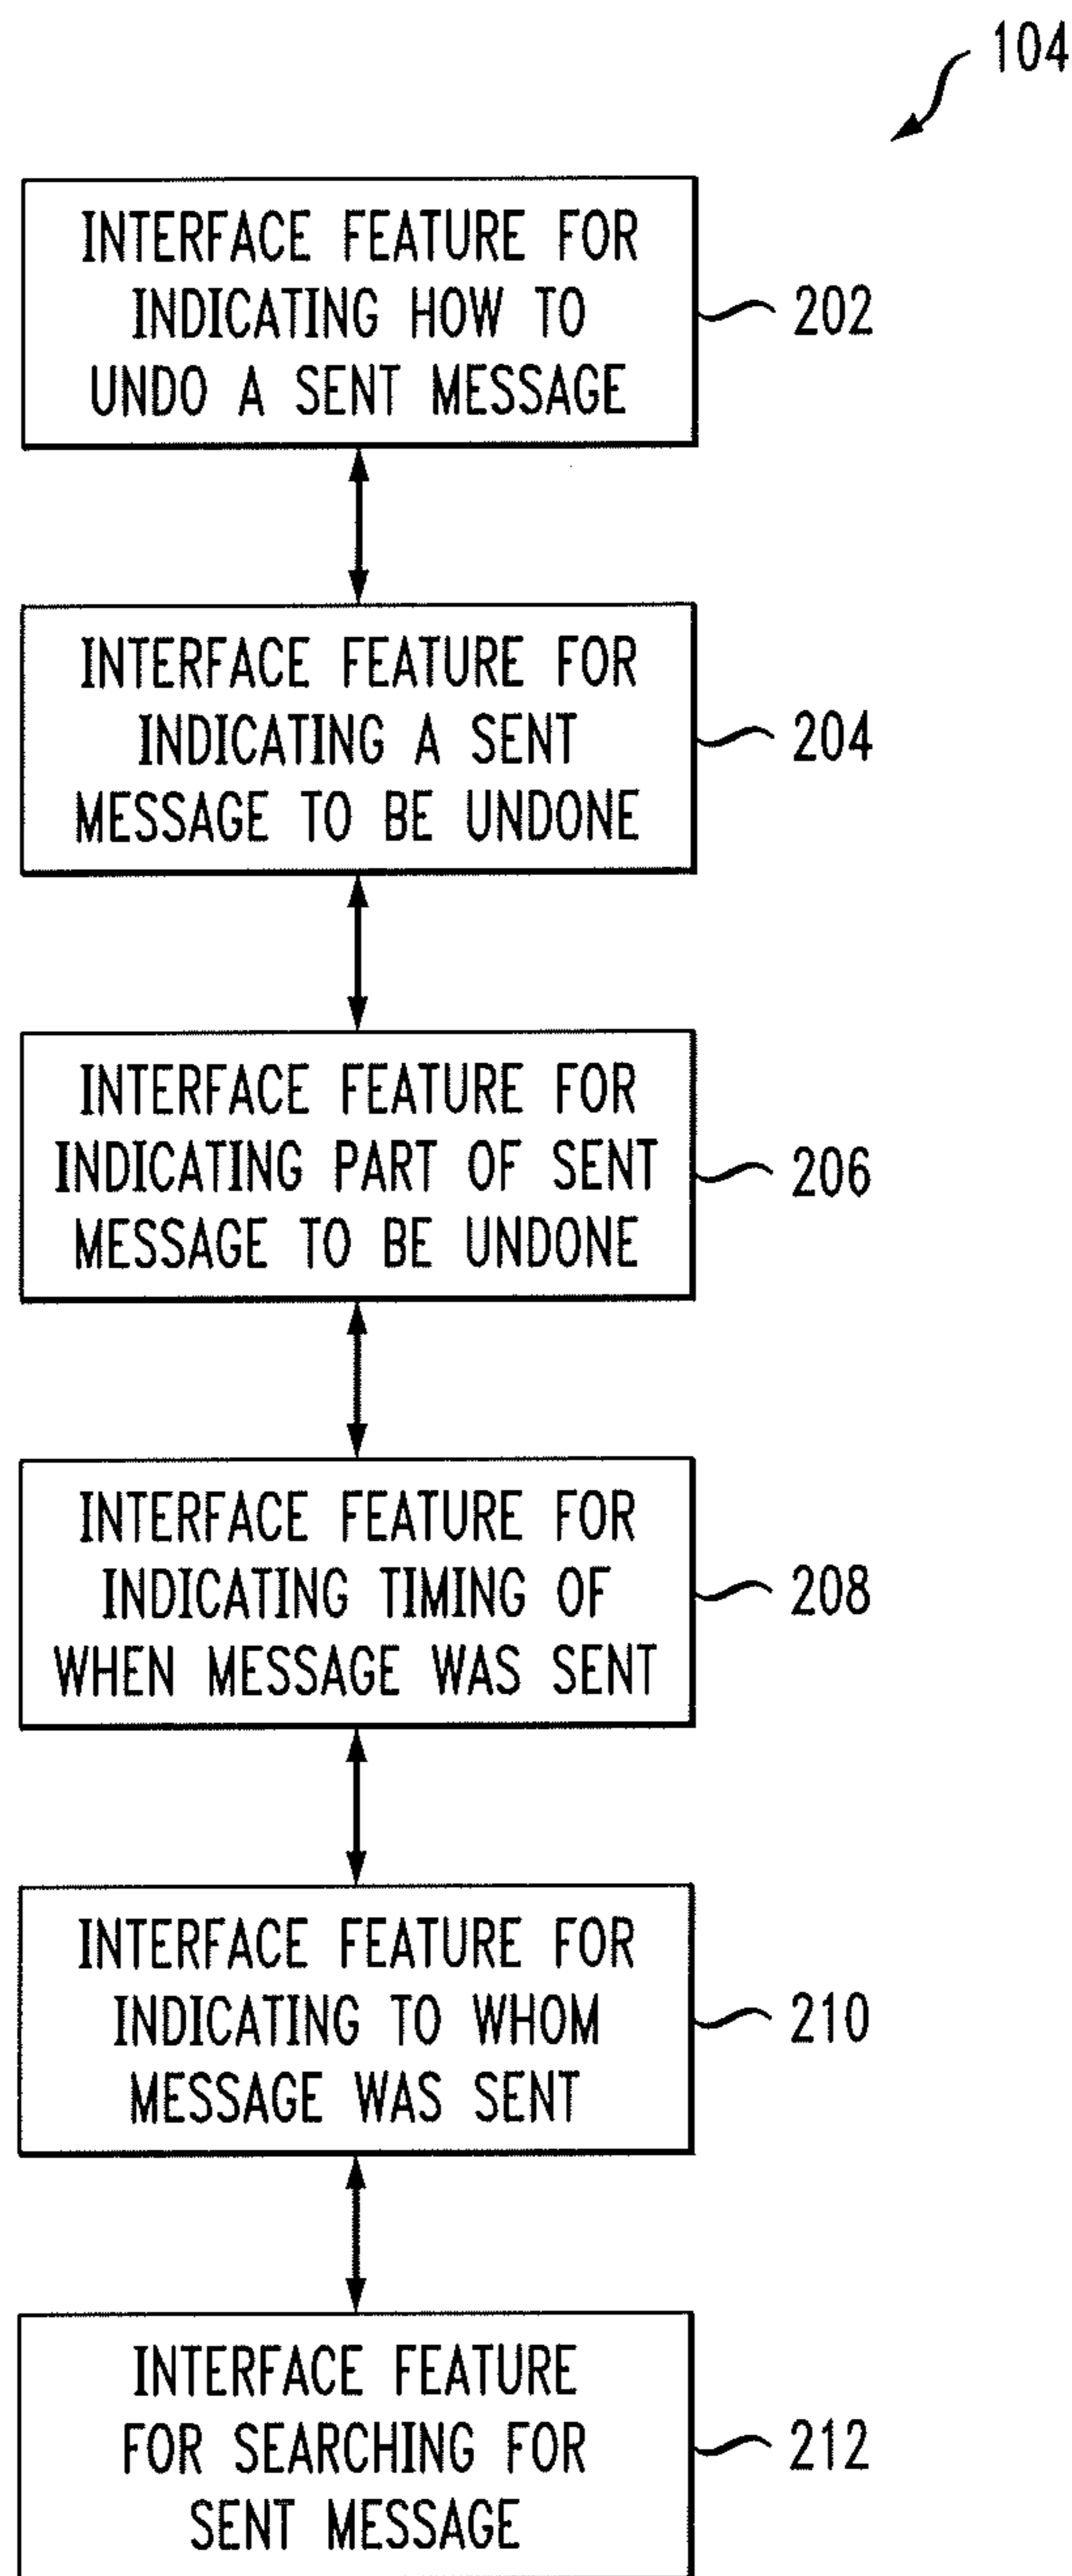 104
INTERFACE FEATURE FOR
INDICATING HOW TO
UNDO A SENT MESSAGE
202
INTERFACE FEATURE FOR
INDICATING A SENT
MESSAGE TO BE UNDONE
204
INTERFACE FEATURE FOR
INDICATING PART OF SENT
MESSAGE TO BE UNDONE
206
INTERFACE FEATURE FOR
INDICATING TIMING OF
WHEN MESSAGE WAS SENT
208
INTERFACE FEATURE FOR
INDICATING TO WHOM
MESSAGE WAS SENT
210
INTERFACE FEATURE
FOR SEARCHING FOR
SENT MESSAGE
212